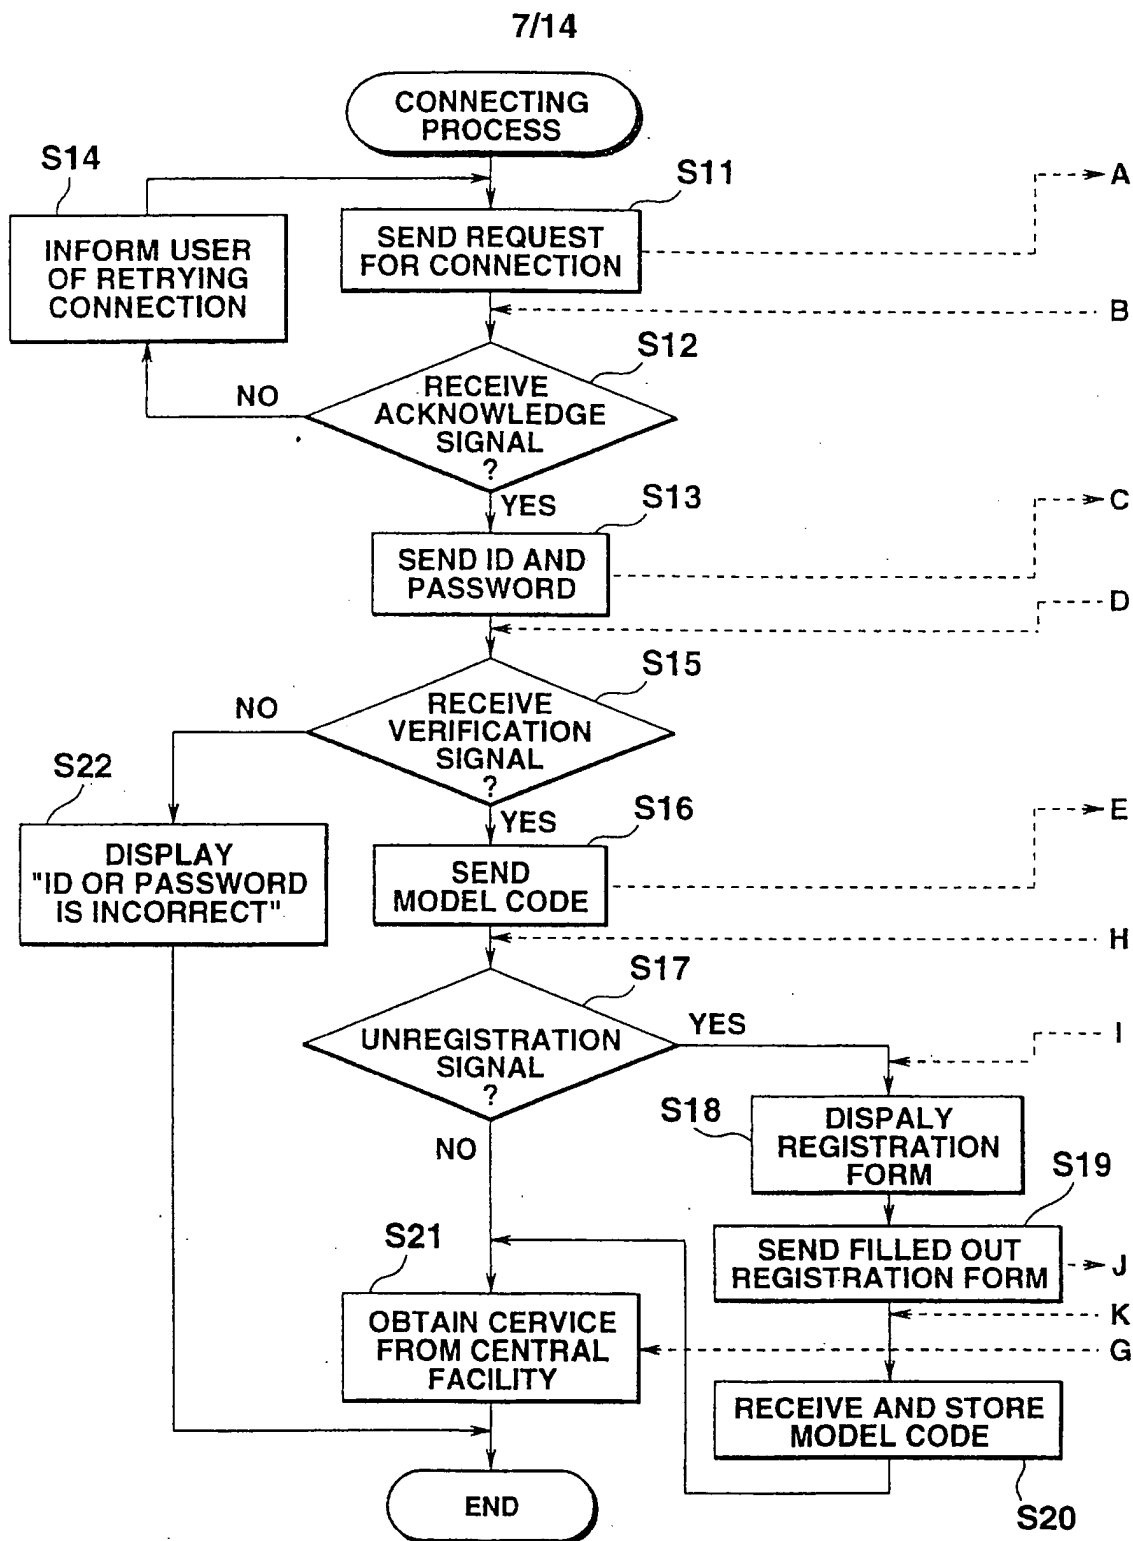 7/14
CONNECTING
PROCESS
S14
S11
A
INFORM USER
OF RETRYING
CONNECTION
SEND REQUEST
FOR CONNECTION
B
S12
NO
RECEIVE
ACKNOWLEDGE
SIGNAL
?
YES
S13
C
SEND ID AND
PASSWORD
D
S15
NO
RECEIVE
VERIFICATION
SIGNAL
?
S22
YES
S16
E
DISPLAY
"ID OR PASSWORD
IS INCORRECT"
SEND
MODEL CODE
H
S17
UNREGISTRATION
SIGNAL
?
YES
I
NO
S18
DISPALY
REGISTRATION
FORM
S19
SEND FILLED OUT
REGISTRATION FORM
J
K
S21
OBTAIN CERVICE
FROM CENTRAL
FACILITY
G
RECEIVE AND STORE
MODEL CODE
S20
END